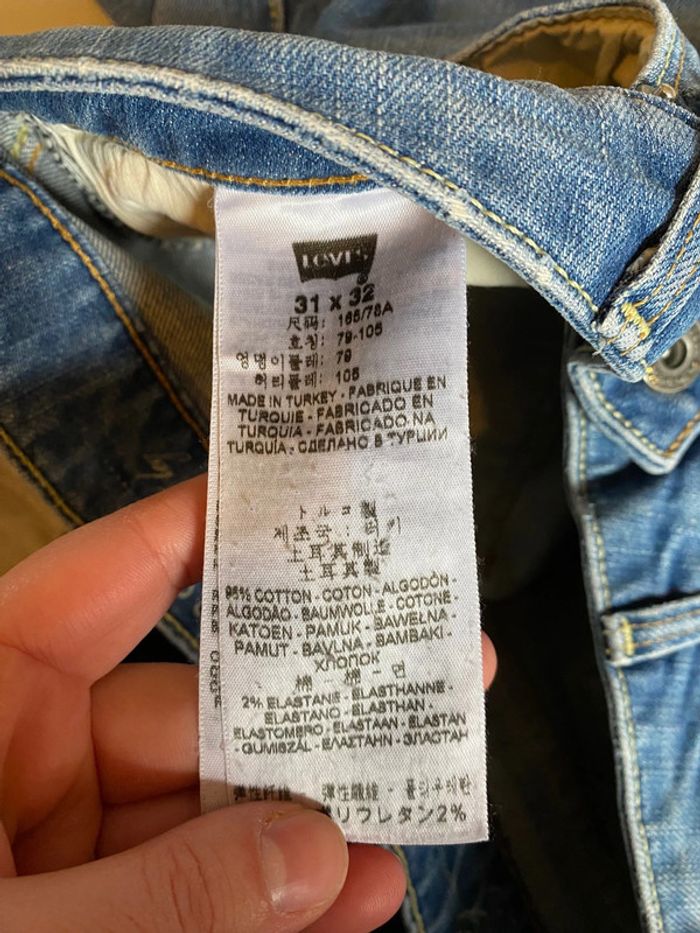 LEVI'S
®
31 x 32
尺码: 165/78A
호칭: 79-105
엉덩이둘레: 79
허리둘레: 105
MADE IN TURKEY - FABRIQUE EN
TURQUIE - FABRICADO EN
TURQUIA - FABRICADO NA
TURQUÍA - СДЕЛАНО В ТУРЦИИ
トルコ製
제조국 : 터키
土耳其制造
土耳其製
98% COTTON - COTON - ALGODÓN -
ALGODÃO - BAUMWOLLE - COTONE -
KATOEN - PAMUK - BAWEŁNA -
PAMUT - BAVLNA - BAMBAKI -
ХЛОПОК
- 棉 - 棉 - 면
2% ELASTANE - ELASTHANNE -
ELASTANO - ELASTHAN -
ELASTOMERO - ELASTAAN - ELASTAN
- GUMISZÁL - ΕΛΑΣΤΑΗΝ - ЭЛАСТАН
弹性纤维 - 彈性纖維 - 폴리우레탄
リウレタン2%